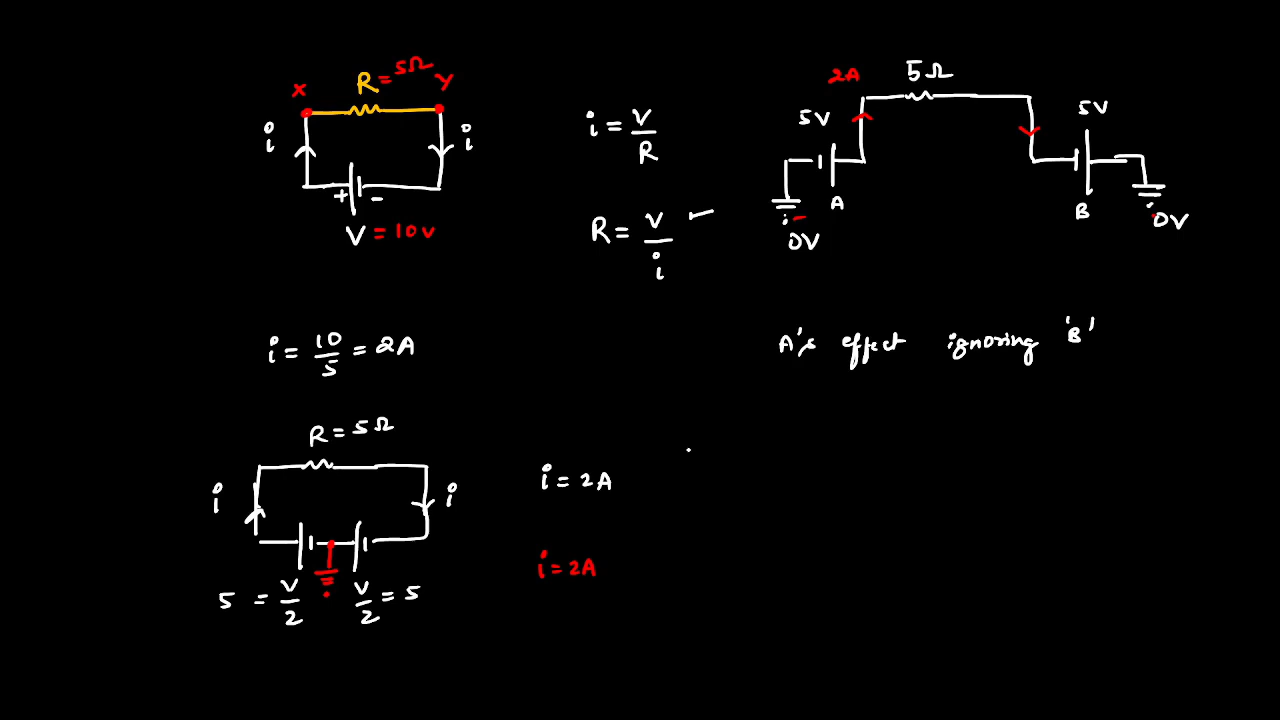 x R = 5Ω y
i i
+ -
V = 10v
i = V/R
R = V/i
2A 5Ω
5V 5V
A B
0V 0V
i = 10/5 = 2A
A's effect ignoring 'B'
R = 5Ω
i i
i = 2A
i = 2A
5 = V/2 V/2 = 5